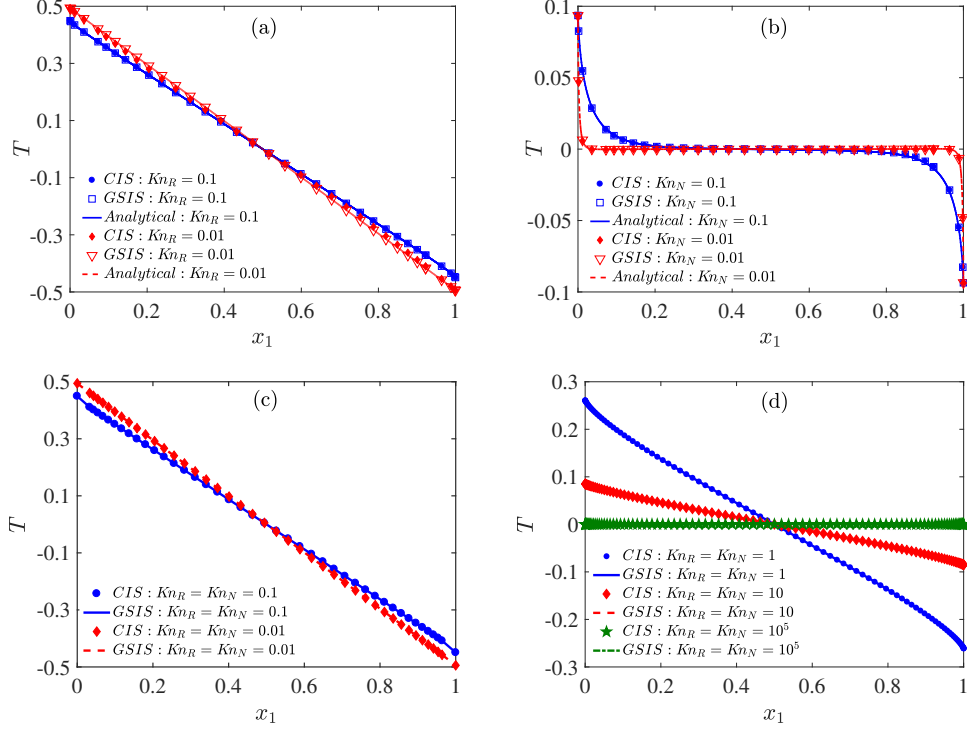 (a)
0.5
0.3
0.1
-0.1
-0.3
-0.5
T
CIS : Kn_R = 0.1
GSIS : Kn_R = 0.1
Analytical : Kn_R = 0.1
CIS : Kn_R = 0.01
GSIS : Kn_R = 0.01
Analytical : Kn_R = 0.01
0 0.2 0.4 0.6 0.8 1
x_1
(b)
0.1
0.05
0
-0.05
-0.1
T
CIS : Kn_N = 0.1
GSIS : Kn_N = 0.1
Analytical : Kn_N = 0.1
CIS : Kn_N = 0.01
GSIS : Kn_N = 0.01
Analytical : Kn_N = 0.01
0 0.2 0.4 0.6 0.8 1
x_1
(c)
0.5
0.3
0.1
-0.1
-0.3
-0.5
T
CIS : Kn_R = Kn_N = 0.1
GSIS : Kn_R = Kn_N = 0.1
CIS : Kn_R = Kn_N = 0.01
GSIS : Kn_R = Kn_N = 0.01
0 0.2 0.4 0.6 0.8 1
x_1
(d)
0.3
0.2
0.1
0
-0.1
-0.2
-0.3
T
CIS : Kn_R = Kn_N = 1
GSIS : Kn_R = Kn_N = 1
CIS : Kn_R = Kn_N = 10
GSIS : Kn_R = Kn_N = 10
CIS : Kn_R = Kn_N = 10^5
GSIS : Kn_R = Kn_N = 10^5
0 0.2 0.4 0.6 0.8 1
x_1